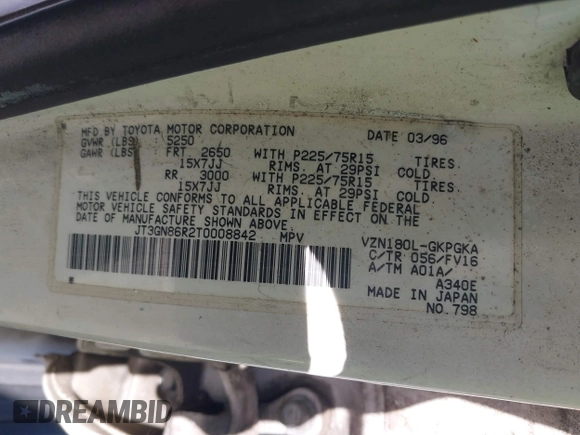 MFD BY TOYOTA MOTOR CORPORATION DATE 03/96
GVWR (LBS) 5250
GAWR (LBS) FRT 2650 WITH P225/75R15 TIRES.
15X7JJ RIMS. AT 29PSI COLD.
RR. 3000 WITH P225/75R15 TIRES.
15X7JJ RIMS. AT 29PSI COLD.
THIS VEHICLE CONFORMS TO ALL APPLICABLE FEDERAL
MOTOR VEHICLE SAFETY STANDARDS IN EFFECT ON THE
DATE OF MANUFACTURE SHOWN ABOVE.
JT3GN86R2T0008842 MPV VZN180L-GKPGKA
C/TR 056/FV16
A/TM A01A/
A340E
MADE IN JAPAN
NO.798
DREAMBID